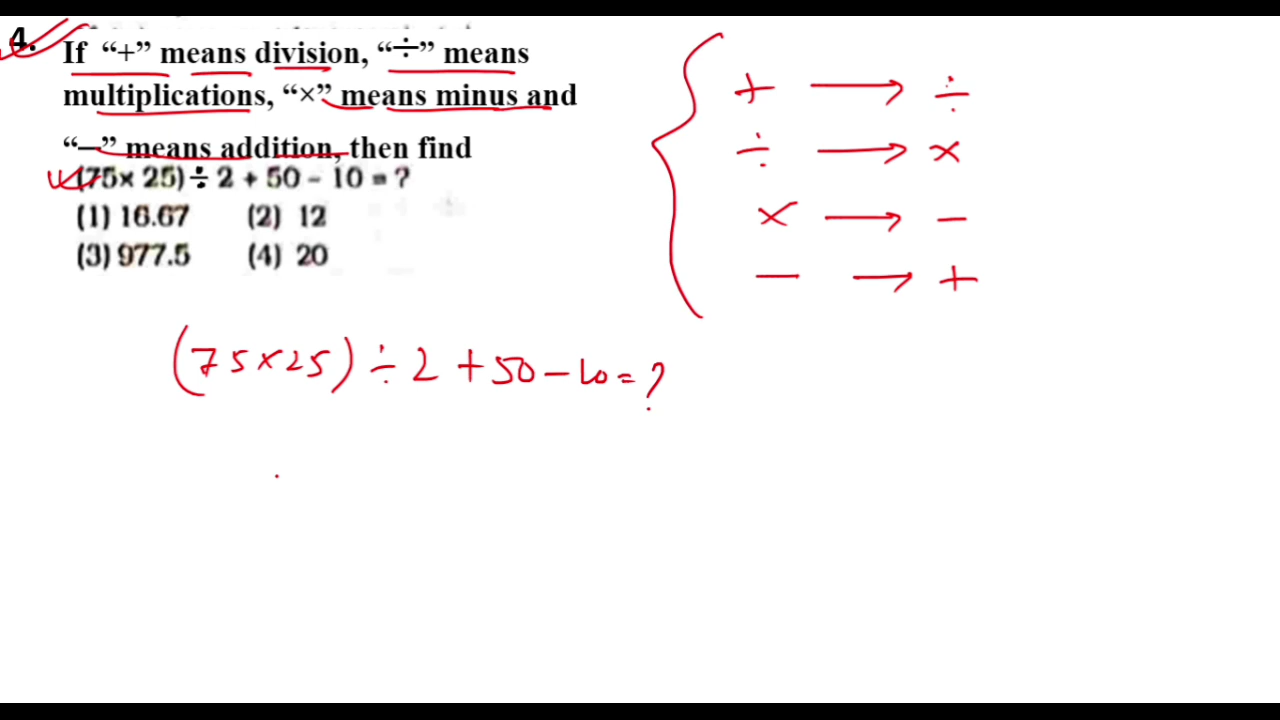 4.
If “+” means division, “÷” means
multiplications, “×” means minus and
“−” means addition, then find
(75× 25) ÷ 2 + 50 − 10 = ?
(1) 16.67 (2) 12
(3) 977.5 (4) 20
+ → ÷
÷ → ×
× → −
− → +
(75×25) ÷ 2 + 50 − 10 = ?